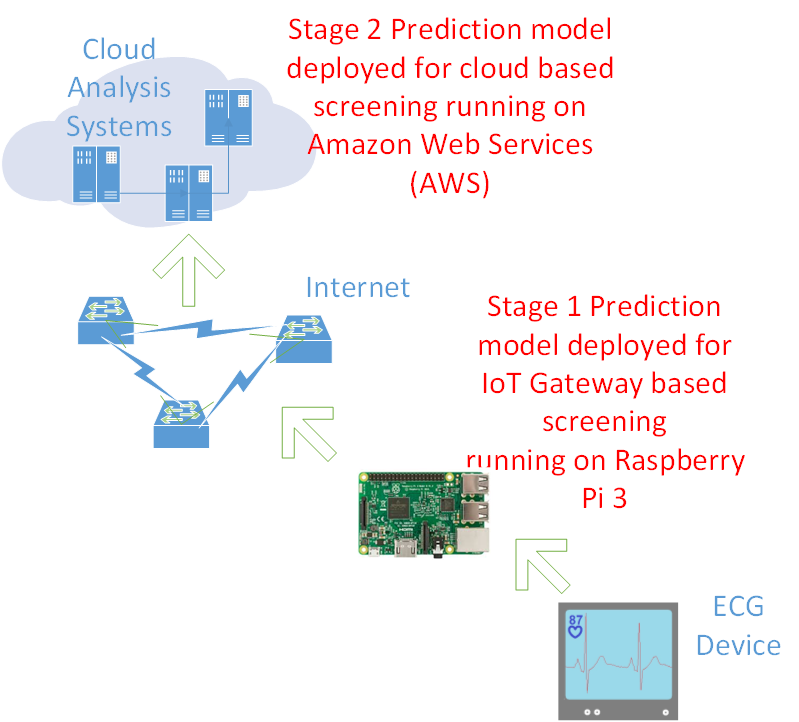 Cloud
Analysis
Systems
Stage 2 Prediction model
deployed for cloud based
screening running on
Amazon Web Services
(AWS)
Internet
Stage 1 Prediction
model deployed for
IoT Gateway based
screening
running on Raspberry
Pi 3
87
ECG
Device